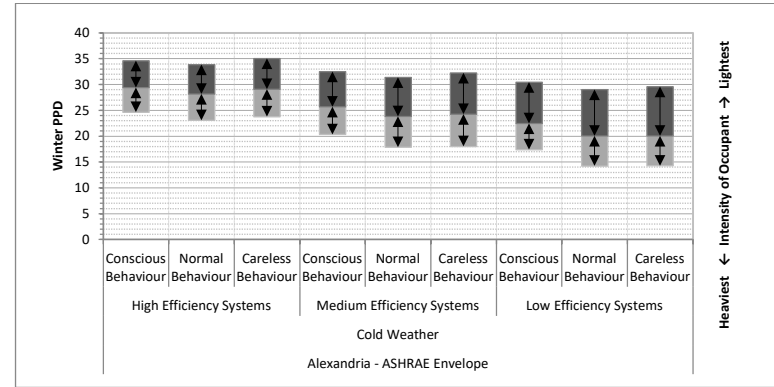 40
35
30
25
20
15
10
5
0
Winter PPD
Conscious Behaviour
Normal Behaviour
Careless Behaviour
Conscious Behaviour
Normal Behaviour
Careless Behaviour
Conscious Behaviour
Normal Behaviour
Careless Behaviour
High Efficiency Systems
Medium Efficiency Systems
Low Efficiency Systems
Cold Weather
Alexandria - ASHRAE Envelope
Heaviest ← Intensity of Occupant → Lightest